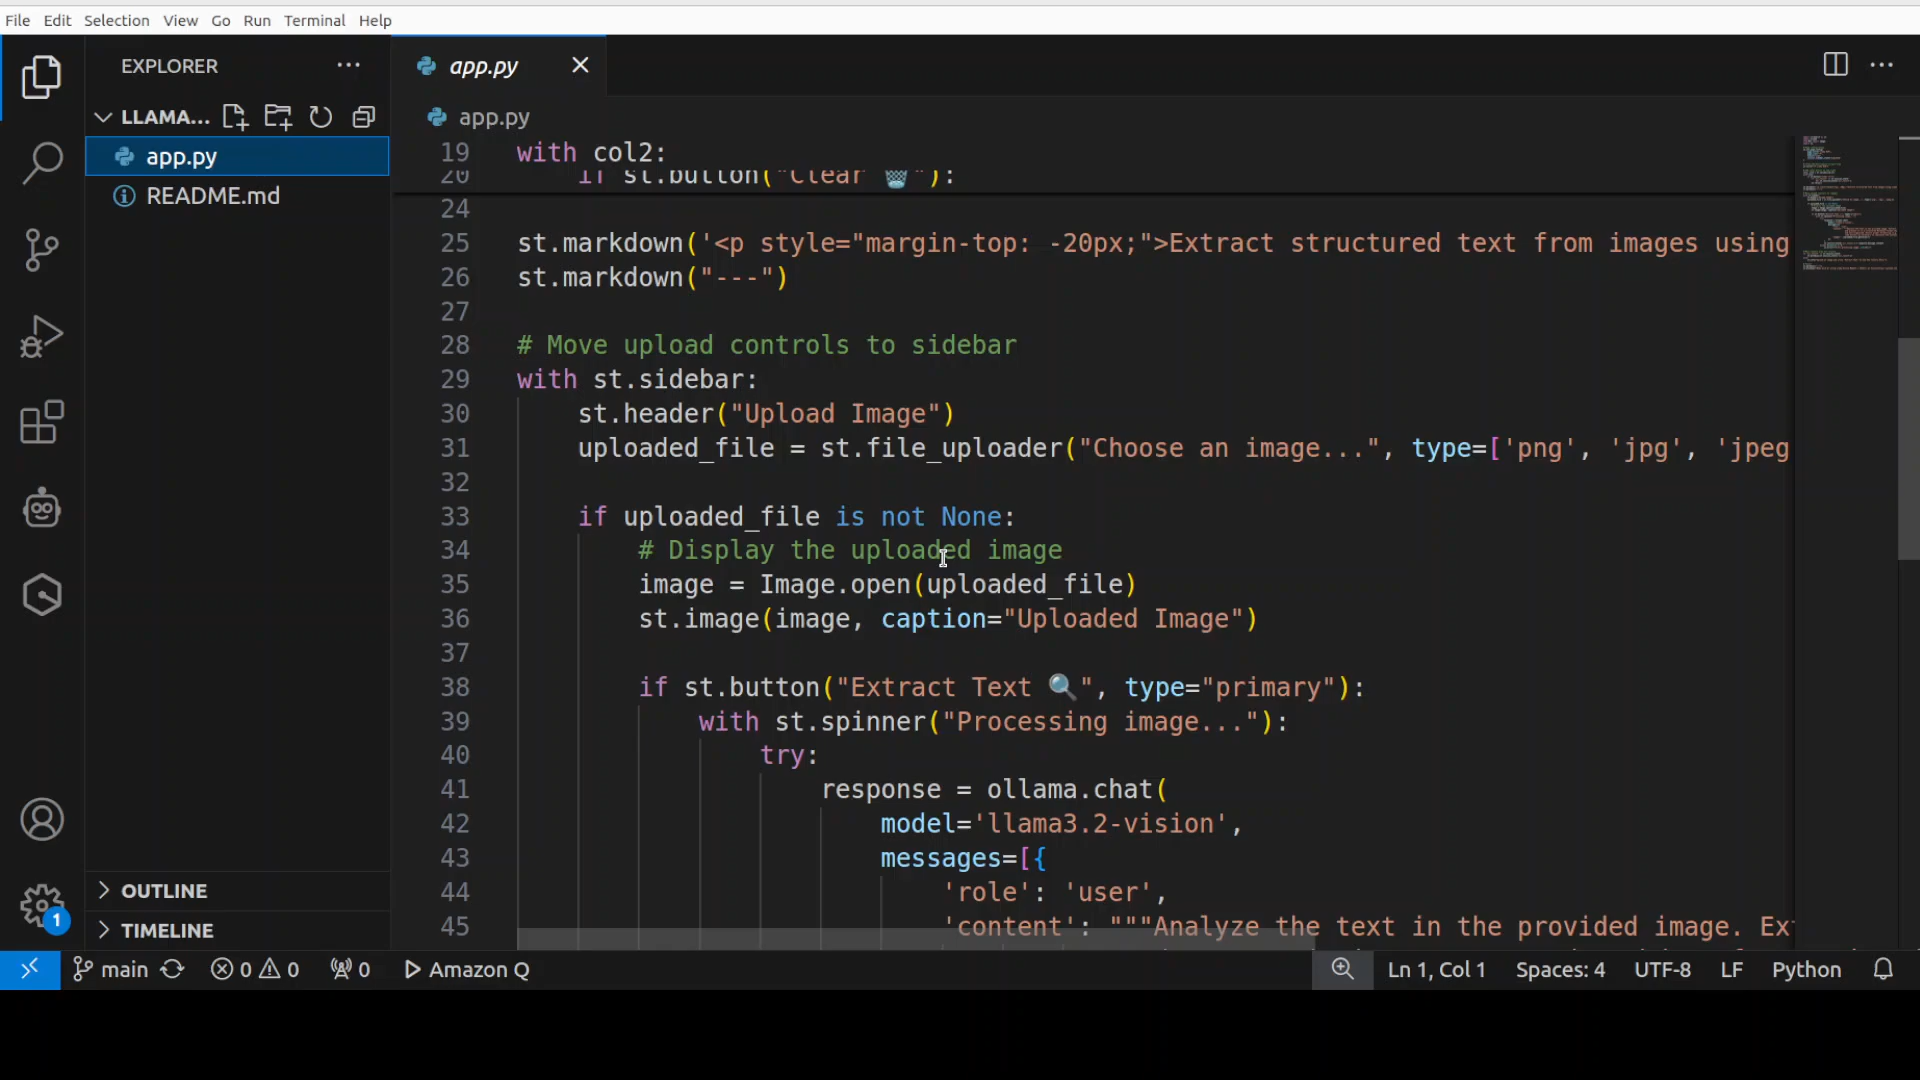 File Edit Selection View Go Run Terminal Help
EXPLORER
app.py
LLAMA...
app.py
app.py
README.md
19 with col2:
20 if st.button("Clear 🗑️"):
24
25 st.markdown('<p style="margin-top: -20px;">Extract structured text from images using
26 st.markdown("---")
27
28 # Move upload controls to sidebar
29 with st.sidebar:
30 st.header("Upload Image")
31 uploaded_file = st.file_uploader("Choose an image...", type=['png', 'jpg', 'jpeg
32
33 if uploaded_file is not None:
34 # Display the uploaded image
35 image = Image.open(uploaded_file)
36 st.image(image, caption="Uploaded Image")
37
38 if st.button("Extract Text 🔍", type="primary"):
39 with st.spinner("Processing image..."):
40 try:
41 response = ollama.chat(
42 model='llama3.2-vision',
43 messages=[{
44 'role': 'user',
45 'content': """Analyze the text in the provided image. Ex
OUTLINE
TIMELINE
1
main 0 0 0 Amazon Q Ln 1, Col 1 Spaces: 4 UTF-8 LF Python